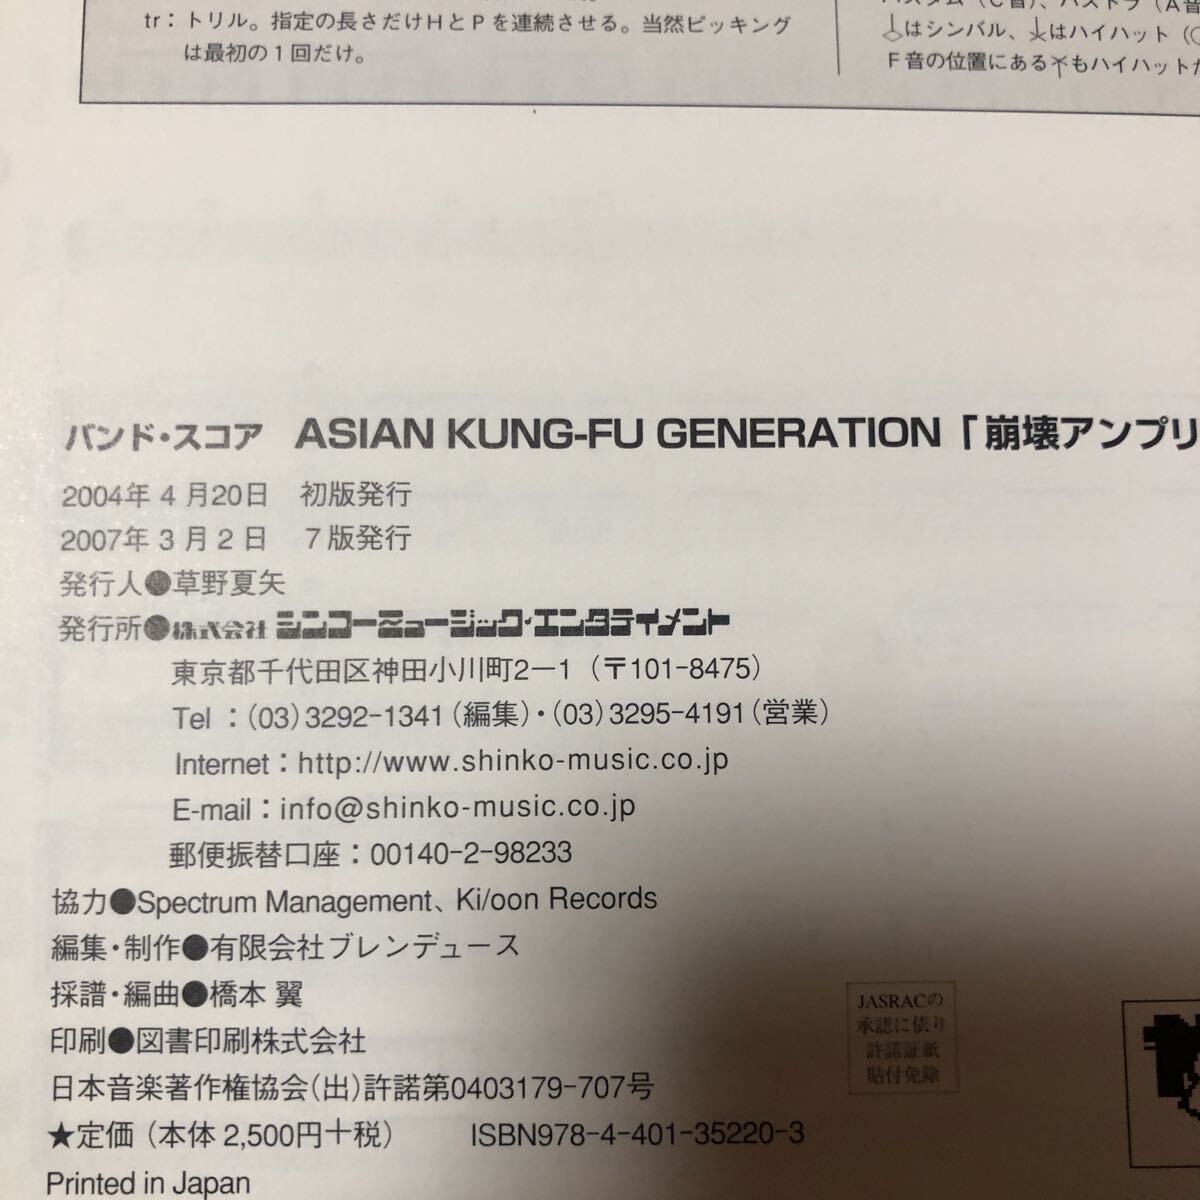 tr：トリル。指定の長さだけHとPを連続させる。当然ピッキング
は最初の1回だけ。
はシンバル、はハイハット（
F音の位置にあるもハイハット
バンド・スコア ASIAN KUNG-FU GENERATION「崩壊アンプリ
2004年4月20日 初版発行
2007年3月2日 7版発行
発行人●草野夏矢
発行所●株式会社 シンコーミュージック・エンタテイメント
東京都千代田区神田小川町2ー1（〒101-8475）
Tel：(03)3292-1341（編集）・(03)3295-4191（営業）
Internet：http://www.shinko-music.co.jp
E-mail：info@shinko-music.co.jp
郵便振替口座：00140-2-98233
協力●Spectrum Management、Ki/oon Records
編集・制作●有限会社ブレンデュース
採譜・編曲●橋本 翼
印刷●図書印刷株式会社
日本音楽著作権協会（出）許諾第0403179-707号
★定価（本体2,500円＋税） ISBN978-4-401-35220-3
Printed in Japan
JASRACの
承認に依り
許諾証紙
貼付免除